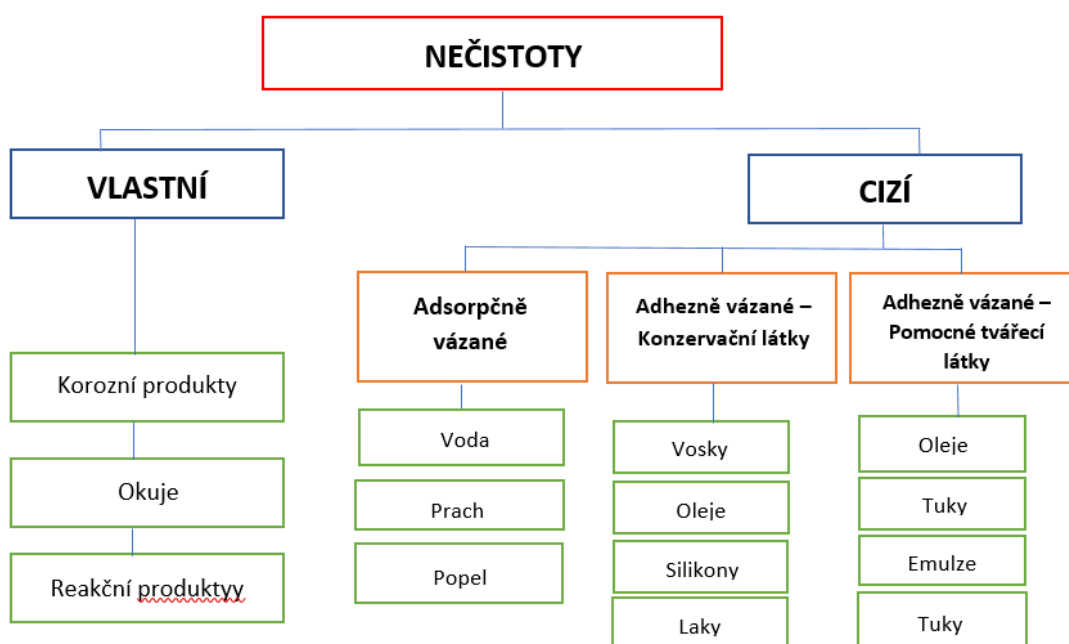 NEČISTOTY
VLASTNÍ
CIZÍ
Korozní produkty
Okuje
Reakční produktyy
Adsorpčně
vázané
Voda
Prach
Popel
Adhezně vázané –
Konzervační látky
Vosky
Oleje
Silikony
Laky
Adhezně vázané –
Pomocné tvářecí
látky
Oleje
Tuky
Emulze
Tuky